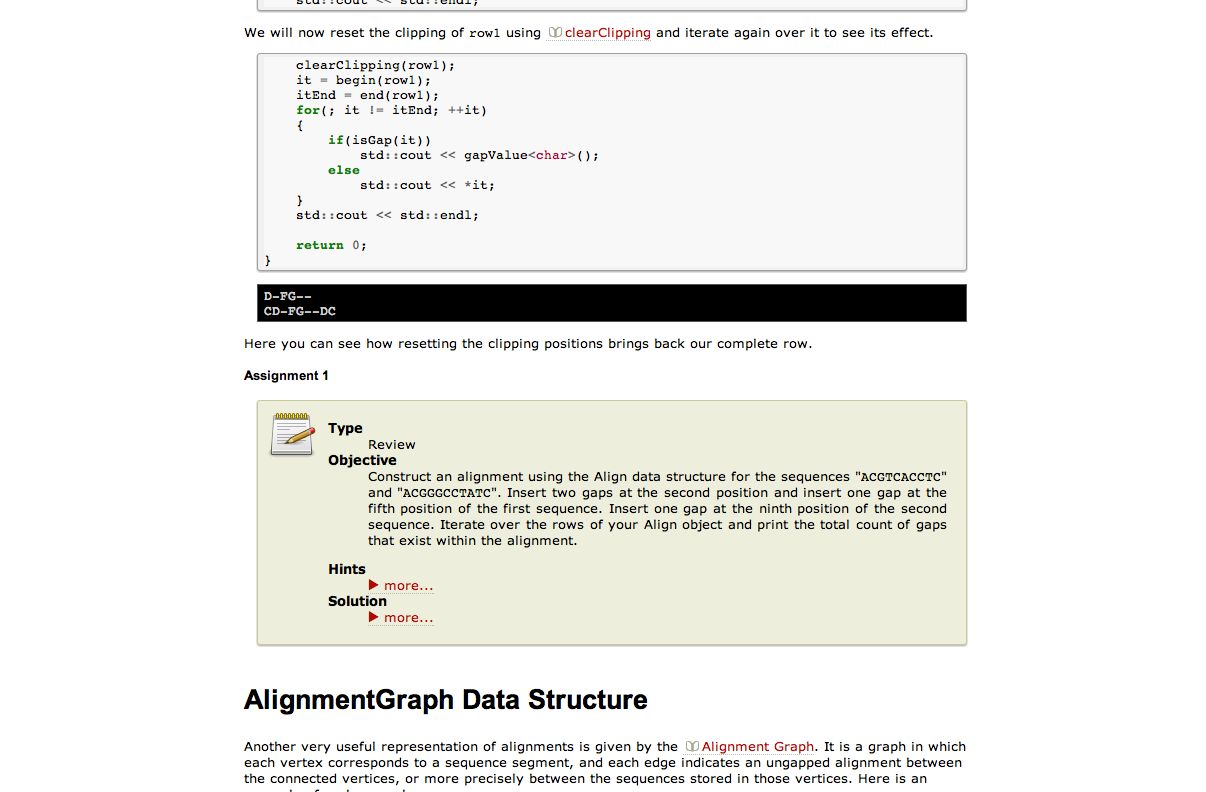 std::cout << std::endl;
We will now reset the clipping of row1 using clearClipping and iterate again over it to see its effect.
clearClipping(row1);
it = begin(row1);
itEnd = end(row1);
for(; it != itEnd; ++it)
{
if(isGap(it))
std::cout << gapValue<char>();
else
std::cout << *it;
}
std::cout << std::endl;
return 0;
}
D-FG--
CD-FG--DC
Here you can see how resetting the clipping positions brings back our complete row.
Assignment 1
Type
Review
Objective
Construct an alignment using the Align data structure for the sequences "ACGTCACCTC"
and "ACGGGCCTATC". Insert two gaps at the second position and insert one gap at the
fifth position of the first sequence. Insert one gap at the ninth position of the second
sequence. Iterate over the rows of your Align object and print the total count of gaps
that exist within the alignment.
Hints
more...
Solution
more...
AlignmentGraph Data Structure
Another very useful representation of alignments is given by the Alignment Graph. It is a graph in which
each vertex corresponds to a sequence segment, and each edge indicates an ungapped alignment between
the connected vertices, or more precisely between the sequences stored in those vertices. Here is an